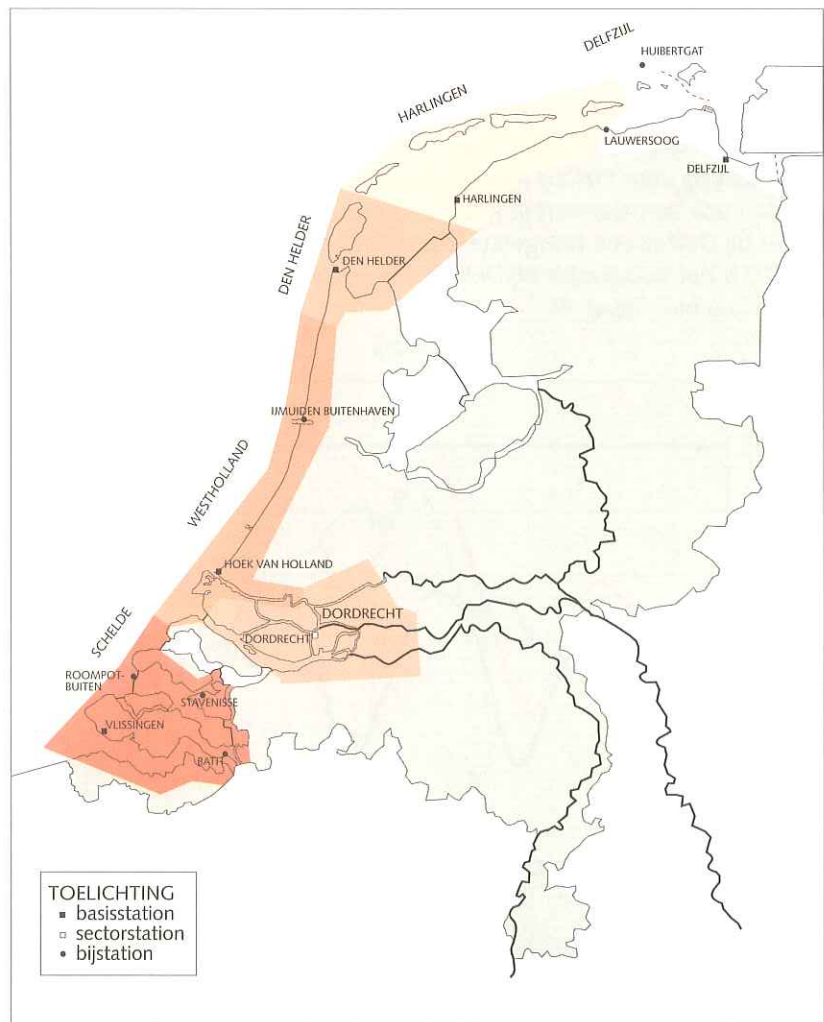 DELFZIJL
HUIBERTGAT
HARLINGEN
LAUWERSOOG
DELFZIJL
HARLINGEN
DEN HELDER
DEN HELDER
IJMUIDEN BUITENHAVEN
WESTHOLLAND
HOEK VAN HOLLAND
DORDRECHT
DORDRECHT
SCHELDE
ROOMPOT-
BUITEN
STAVENISSE
VLISSINGEN
BATH
TOELICHTING
basisstation
sectorstation
bijstation